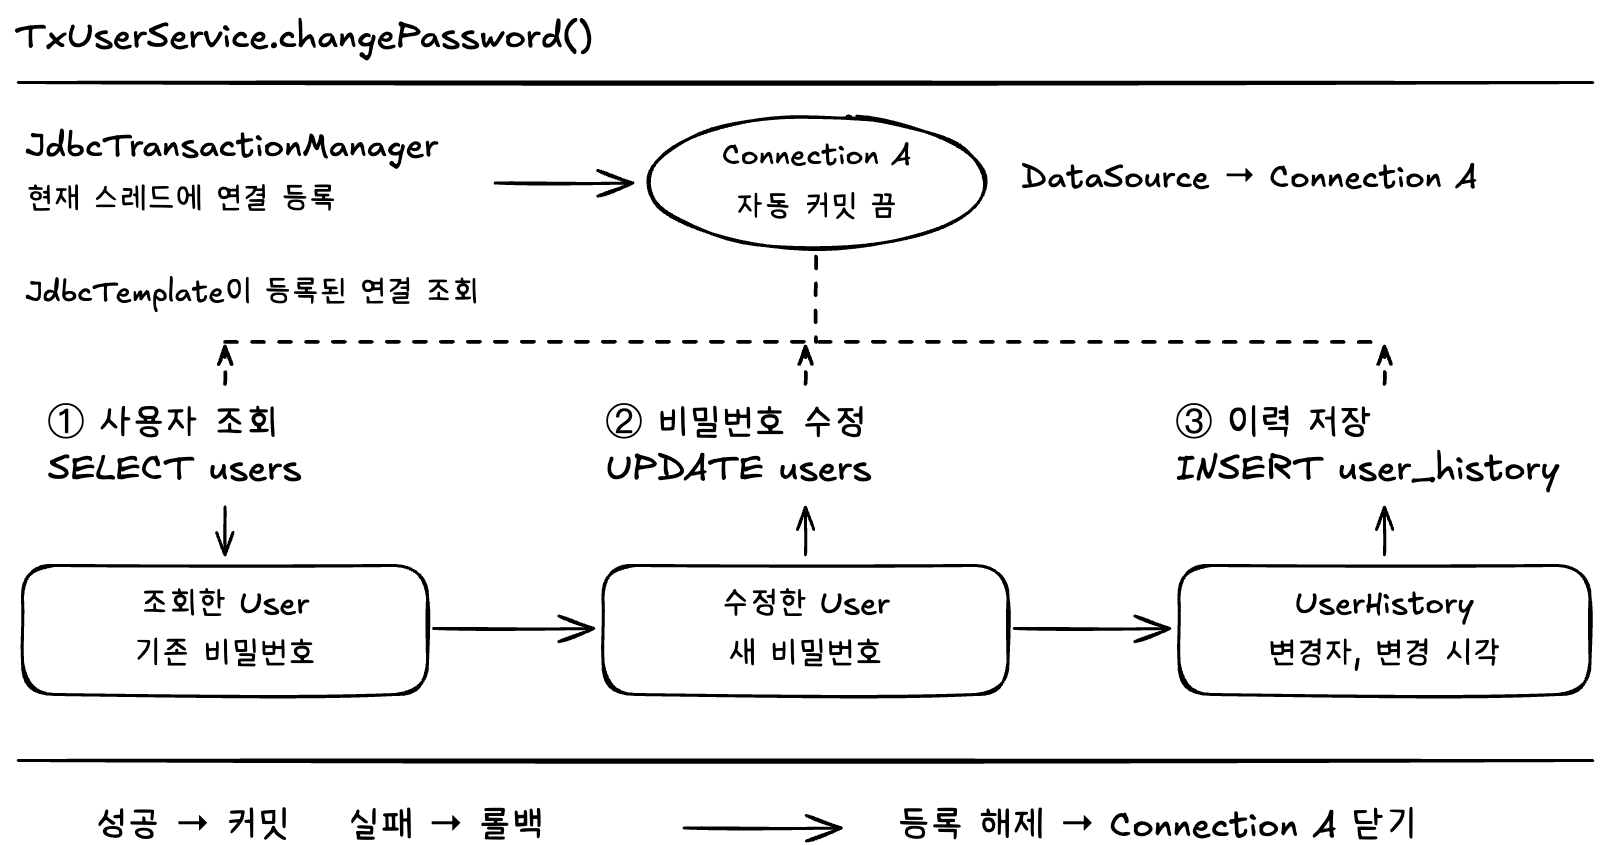 TxUserService.changePassword()
JdbcTransactionManager
현재 스레드에 연결 등록
Connection A
자동 커밋 끔
DataSource → Connection A
JdbcTemplate이 등록된 연결 조회
① 사용자 조회
SELECT users
② 비밀번호 수정
UPDATE users
③ 이력 저장
INSERT user_history
조회한 User
기존 비밀번호
수정한 User
새 비밀번호
UserHistory
변경자, 변경 시각
성공 → 커밋 실패 → 롤백
등록 해제 → Connection A 닫기